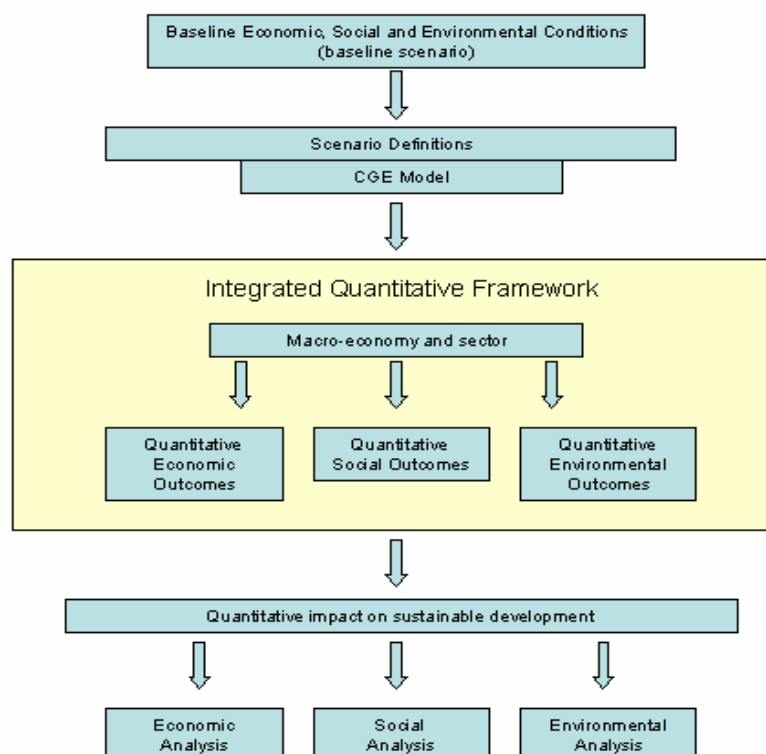 Baseline Economic, Social and Environmental Conditions
(baseline scenario)
Scenario Definitions
CGE Model
Integrated Quantitative Framework
Macro-economy and sector
Quantitative
Economic
Outcomes
Quantitative
Social Outcomes
Quantitative
Environmental
Outcomes
Quantitative impact on sustainable development
Economic
Analysis
Social
Analysis
Environmental
Analysis